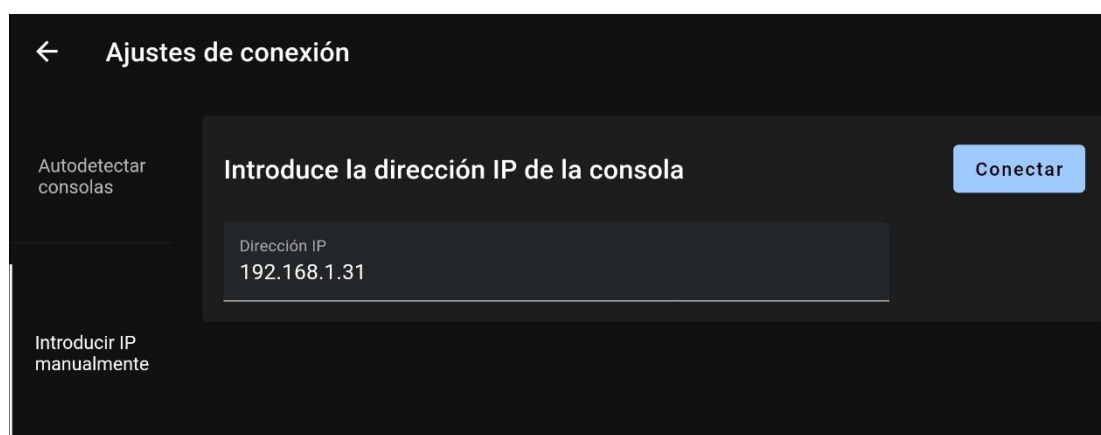 Ajustes de conexión
Autodetectar
consolas
Introduce la dirección IP de la consola
Conectar
Dirección IP
192.168.1.31
Introducir IP
manualmente